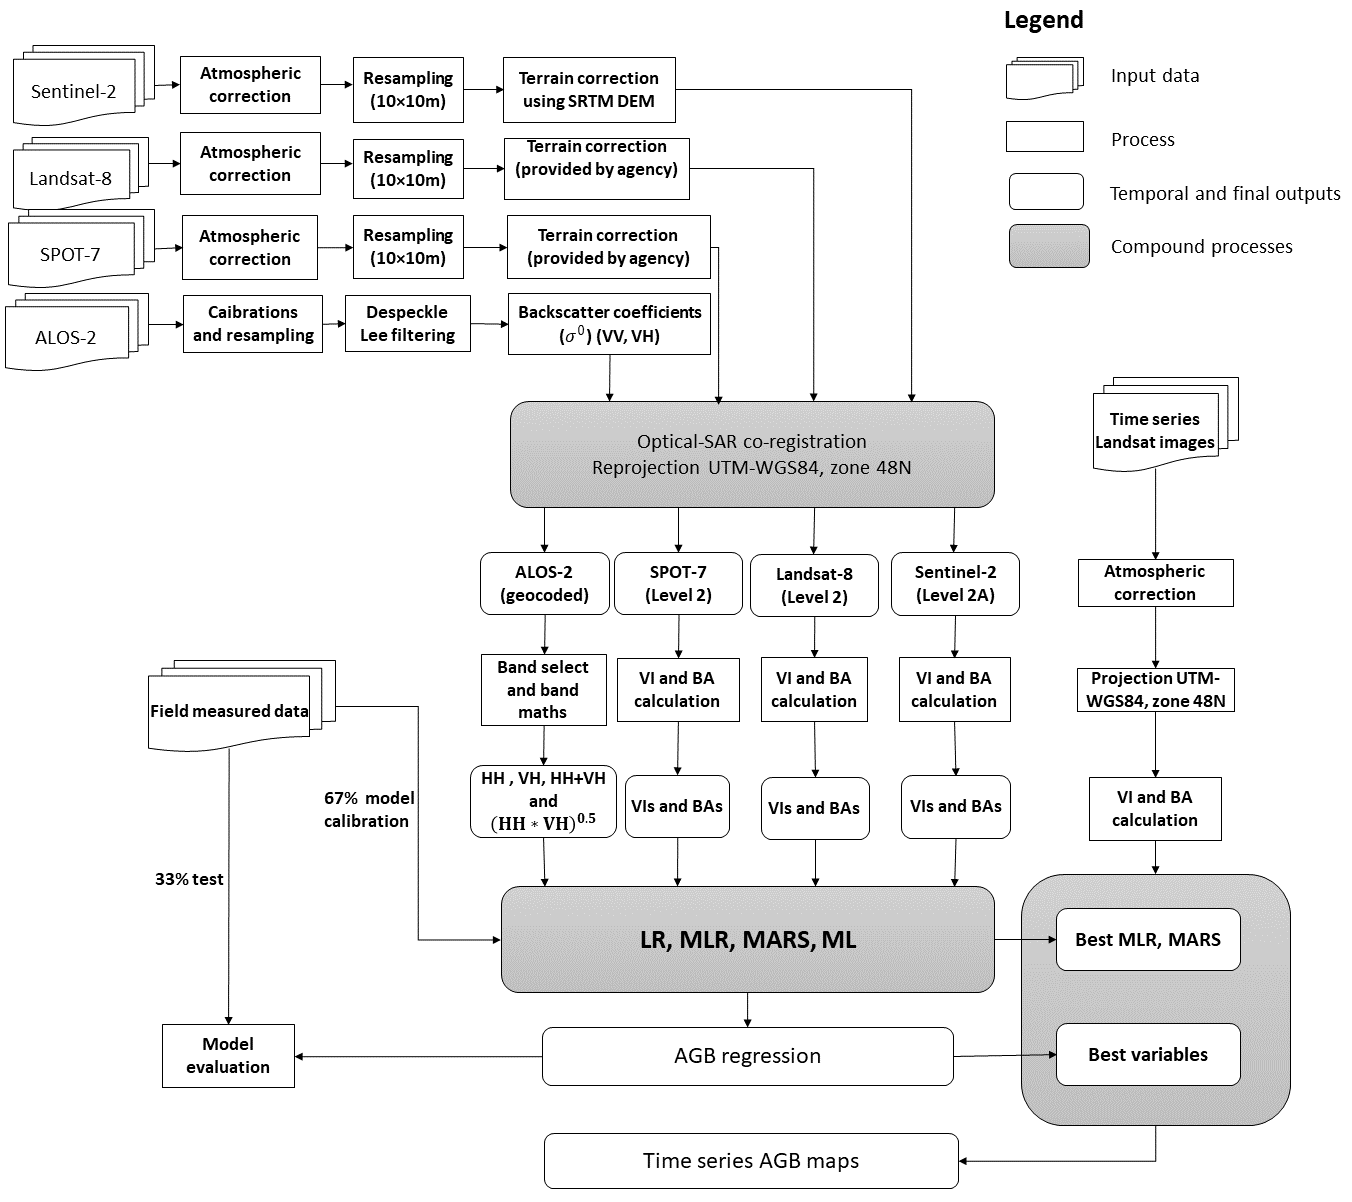 Legend
Input data
Process
Temporal and final outputs
Compound processes
Sentinel-2
Atmospheric
correction
Resampling
(10×10m)
Terrain correction
using SRTM DEM
Landsat-8
Atmospheric
correction
Resampling
(10×10m)
Terrain correction
(provided by agency)
SPOT-7
Atmospheric
correction
Resampling
(10×10m)
Terrain correction
(provided by agency)
ALOS-2
Caibrations
and resampling
Despeckle
Lee filtering
Backscatter coefficients
(σ⁰) (VV, VH)
Optical-SAR co-registration
Reprojection UTM-WGS84, zone 48N
Time series
Landsat images
Atmospheric
correction
Projection UTM-
WGS84, zone 48N
VI and BA
calculation
ALOS-2
(geocoded)
SPOT-7
(Level 2)
Landsat-8
(Level 2)
Sentinel-2
(Level 2A)
Band select
and band
maths
VI and BA
calculation
VI and BA
calculation
VI and BA
calculation
HH , VH, HH+VH
and
(HH ∗ VH)^0.5
VIs and BAs
VIs and BAs
VIs and BAs
Field measured data
67% model
calibration
33% test
LR, MLR, MARS, ML
Best MLR, MARS
Model
evaluation
AGB regression
Best variables
Time series AGB maps